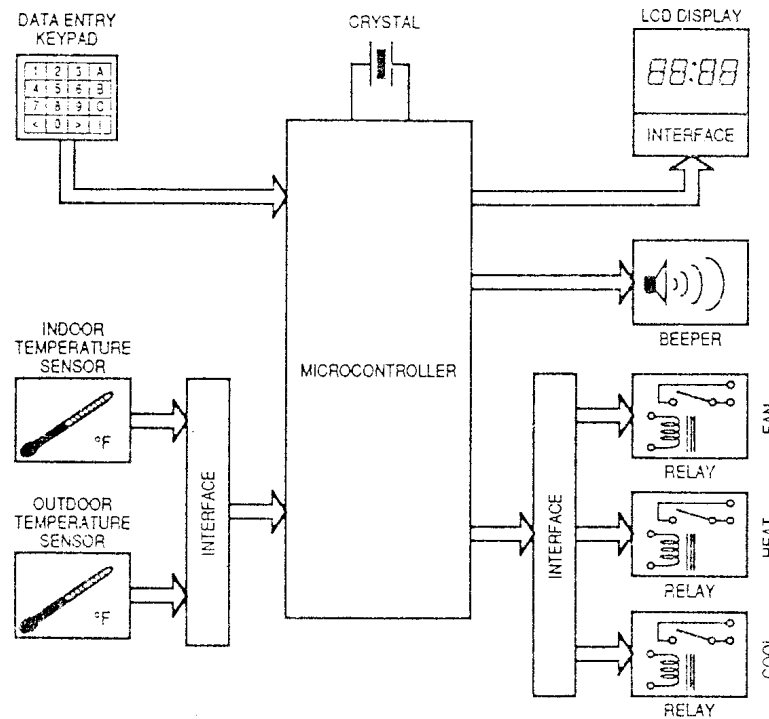 DATA ENTRY
KEYPAD
1 2 3 A
4 5 6 B
7 8 9 C
< 0 >
CRYSTAL
LCD DISPLAY
88:88
INTERFACE
BEEPER
MICROCONTROLLER
INDOOR
TEMPERATURE
SENSOR
°F
OUTDOOR
TEMPERATURE
SENSOR
°F
INTERFACE
INTERFACE
RELAY
FAN
RELAY
HEAT
RELAY
COOL